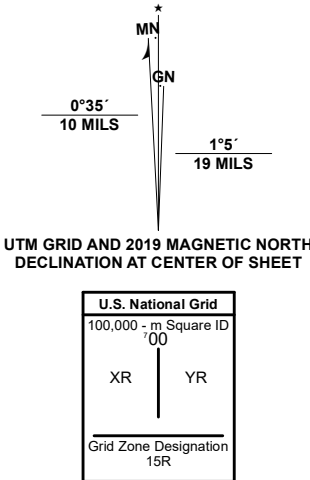 ★
MN
GN
0°35´
10 MILS
1°5´
19 MILS
UTM GRID AND 2019 MAGNETIC NORTH
DECLINATION AT CENTER OF SHEET
U.S. National Grid
100,000 - m Square ID
⁷00
XR YR
Grid Zone Designation
15R